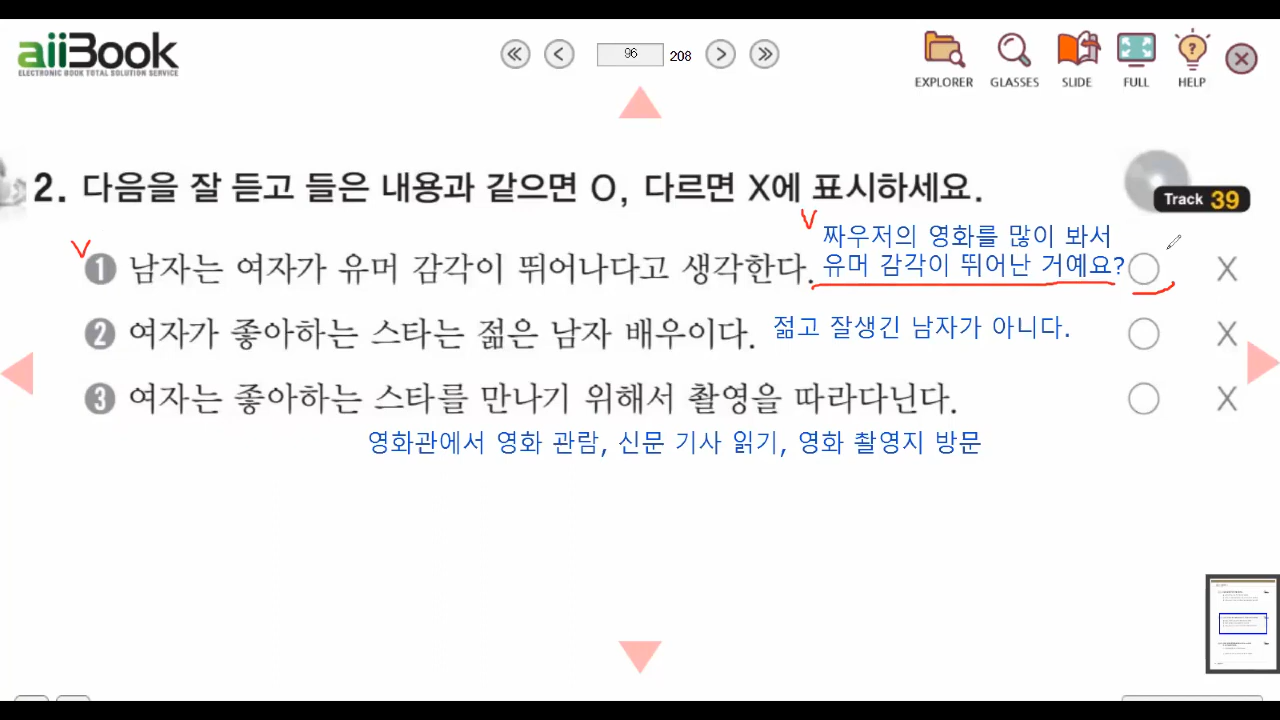 aiiBook
ELECTRONIC BOOK TOTAL SOLUTION SERVICE
96 208
EXPLORER GLASSES SLIDE FULL HELP
2. 다음을 잘 듣고 들은 내용과 같으면 O, 다르면 X에 표시하세요.
Track 39
짜우저의 영화를 많이 봐서
❶ 남자는 여자가 유머 감각이 뛰어나다고 생각한다. 유머 감각이 뛰어난 거예요? ○ X
❷ 여자가 좋아하는 스타는 젊은 남자 배우이다. 젊고 잘생긴 남자가 아니다. ○ X
❸ 여자는 좋아하는 스타를 만나기 위해서 촬영을 따라다닌다. ○ X
영화관에서 영화 관람, 신문 기사 읽기, 영화 촬영지 방문